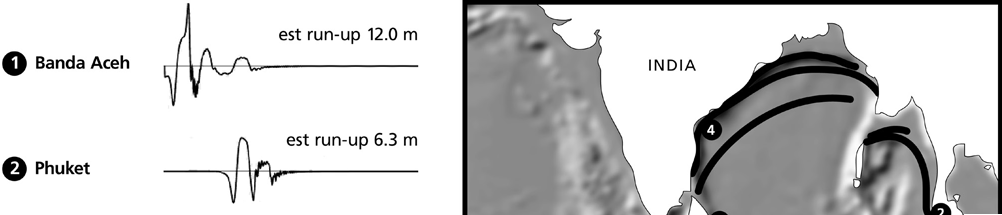 est run-up 12.0 m
1 Banda Aceh
est run-up 6.3 m
2 Phuket
INDIA
4
2